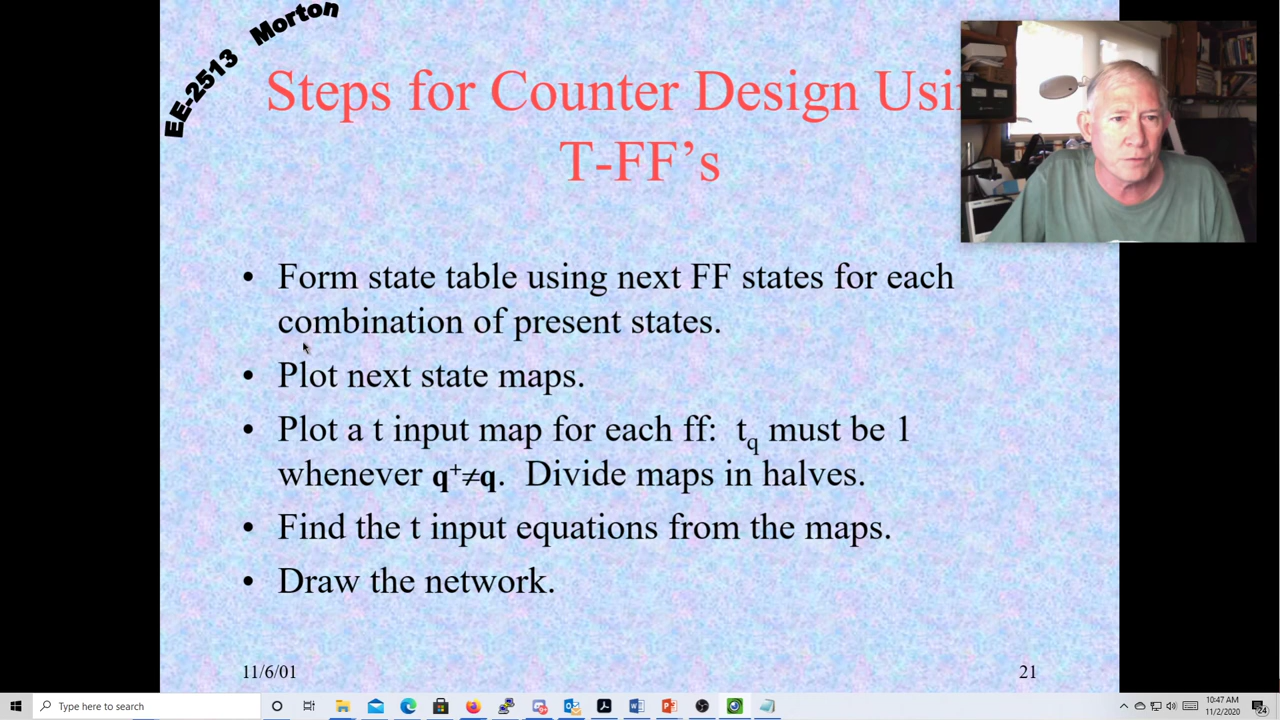 EE-2513 Morton
Steps for Counter Design Usi
T-FF's
• Form state table using next FF states for each
combination of present states.
• Plot next state maps.
• Plot a t input map for each ff: tq must be 1
whenever q⁺≠q. Divide maps in halves.
• Find the t input equations from the maps.
• Draw the network.
11/6/01
21
Type here to search
10:47 AM
11/2/2020
24